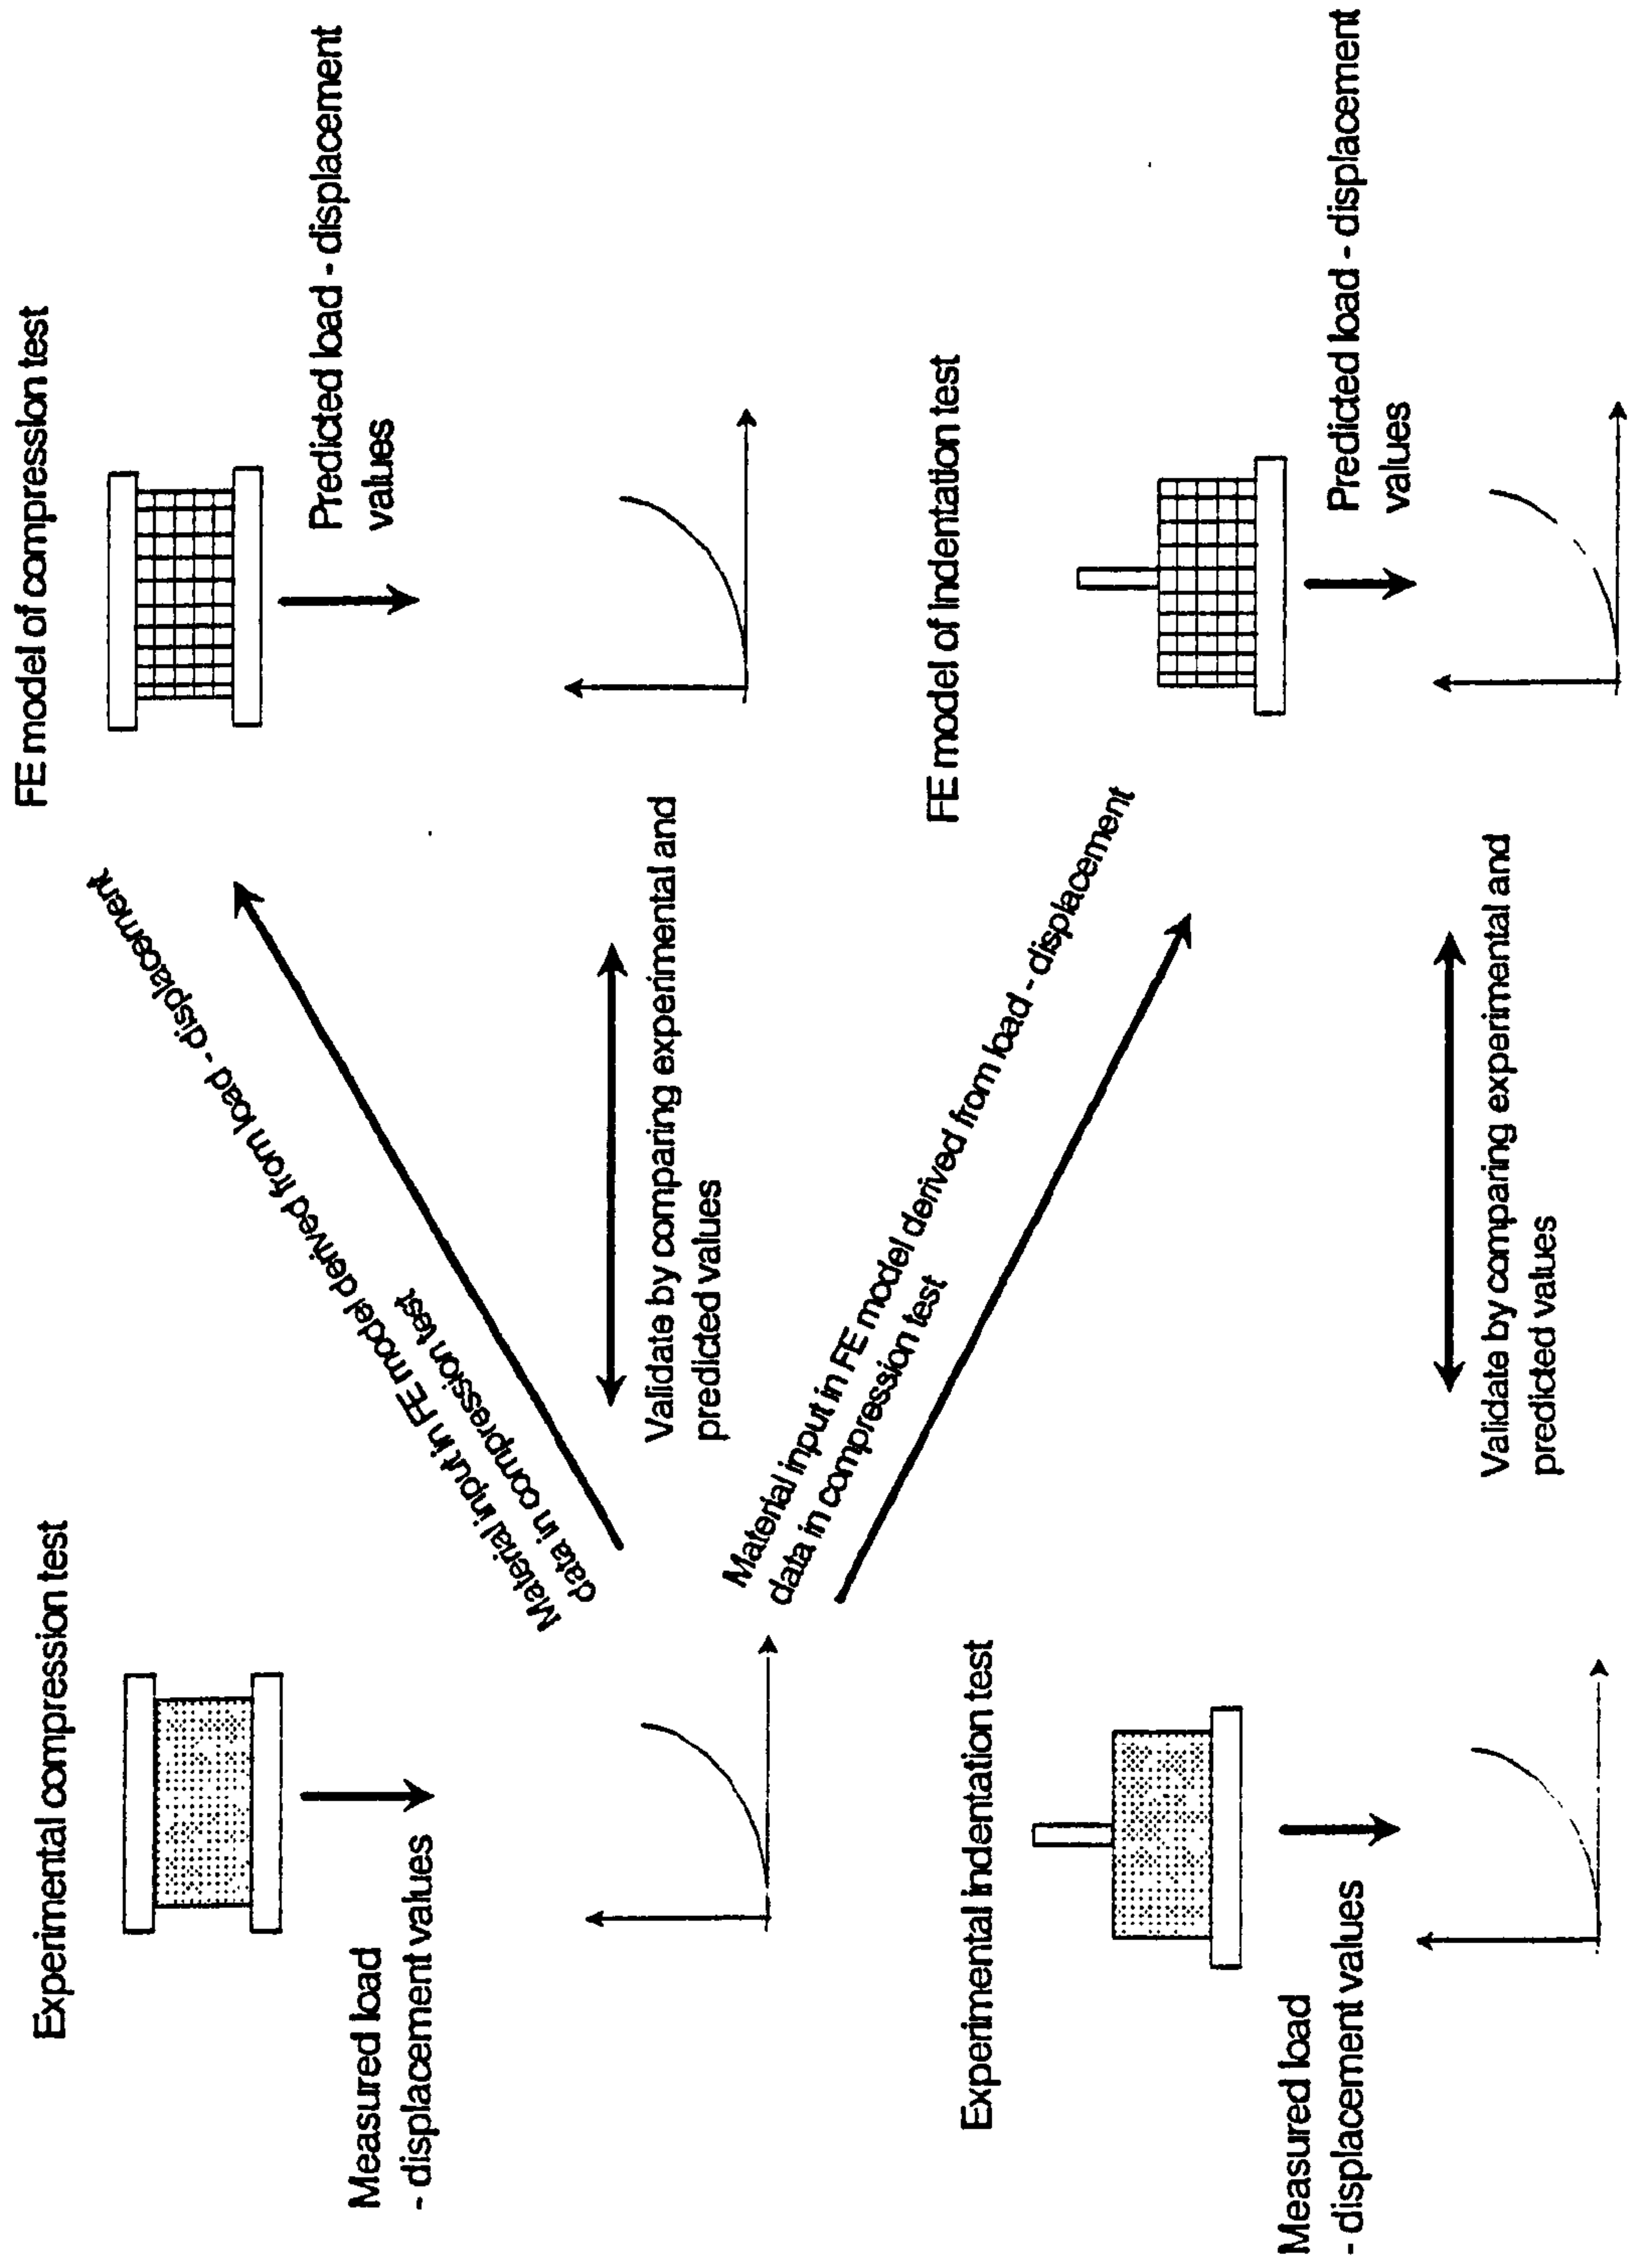 Experimental compression test
FE model of compression test
Material input in FE model derived from load - displacement
data in compression test
Measured load
- displacement values
Predicted load - displacement
values
Validate by comparing experimental and
predicted values
Material input in FE model derived from load - displacement
data in compression test
Experimental indentation test
FE model of indentation test
Measured load
- displacement values
Predicted load - displacement
values
Validate by comparing experimental and
predicted values